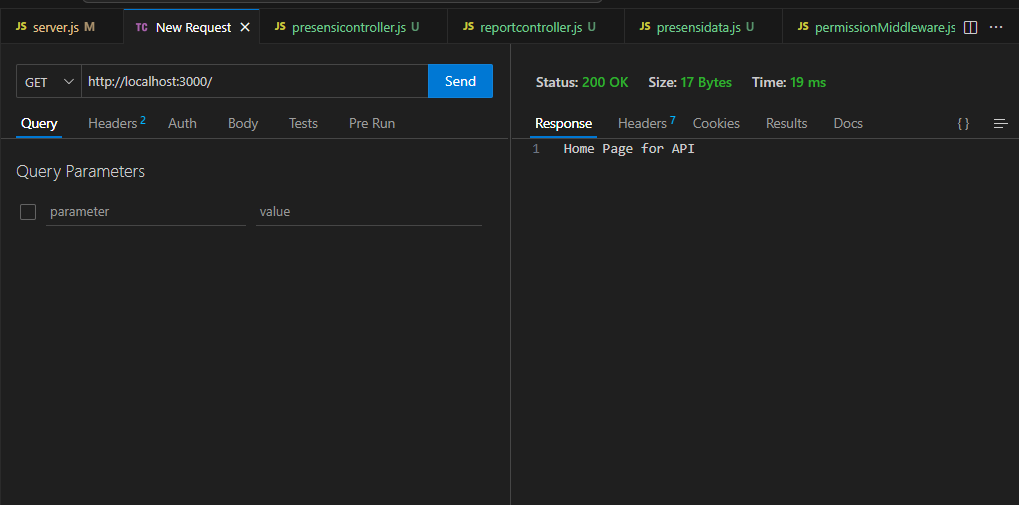 JS server.js M TC New Request × JS presensicontroller.js U JS reportcontroller.js U JS presensidata.js U JS permissionMiddleware.js ···
GET http://localhost:3000/ Send
Status: 200 OK Size: 17 Bytes Time: 19 ms
Query Headers 2 Auth Body Tests Pre Run
Response Headers 7 Cookies Results Docs { }
1 Home Page for API
Query Parameters
parameter value